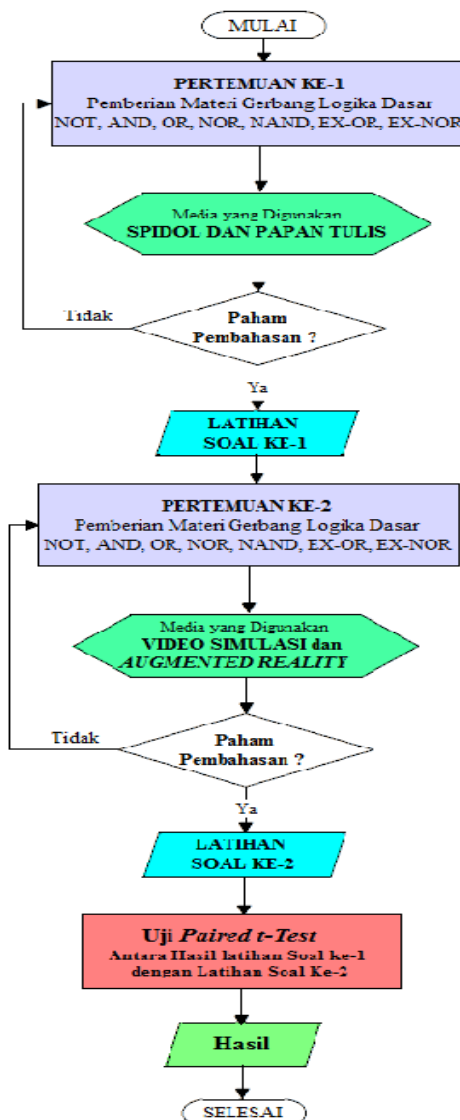 MULAI
PERTEMUAN KE-1
Pemberian Materi Gerbang Logika Dasar
NOT, AND, OR, NOR, NAND, EX-OR, EX-NOR
Media yang Digunakan
SPIDOL DAN PAPAN TULIS
Tidak
Paham
Pembahasan ?
Ya
LATIHAN
SOAL KE-1
PERTEMUAN KE-2
Pemberian Materi Gerbang Logika Dasar
NOT, AND, OR, NOR, NAND, EX-OR, EX-NOR
Media yang Digunakan
VIDEO SIMULASI dan
AUGMENTED REALITY
Tidak
Paham
Pembahasan ?
Ya
LATIHAN
SOAL KE-2
Uji Paired t-Test
Antara Hasil latihan Soal ke-1
dengan Latihan Soal Ke-2
Hasil
SELESAI